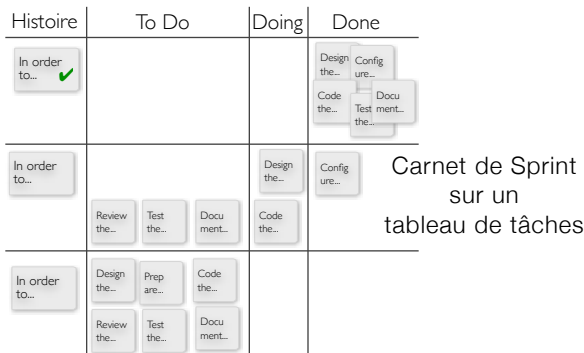 Histoire To Do Doing Done
In order
to...
Design
the...
Config
ure...
Code
the...
Test
the...
Docu
ment...
In order
to...
Review
the...
Test
the...
Docu
ment...
Design
the...
Code
the...
Config
ure...
Carnet de Sprint
sur un
tableau de tâches
In order
to...
Design
the...
Prep
are...
Code
the...
Review
the...
Test
the...
Docu
ment...